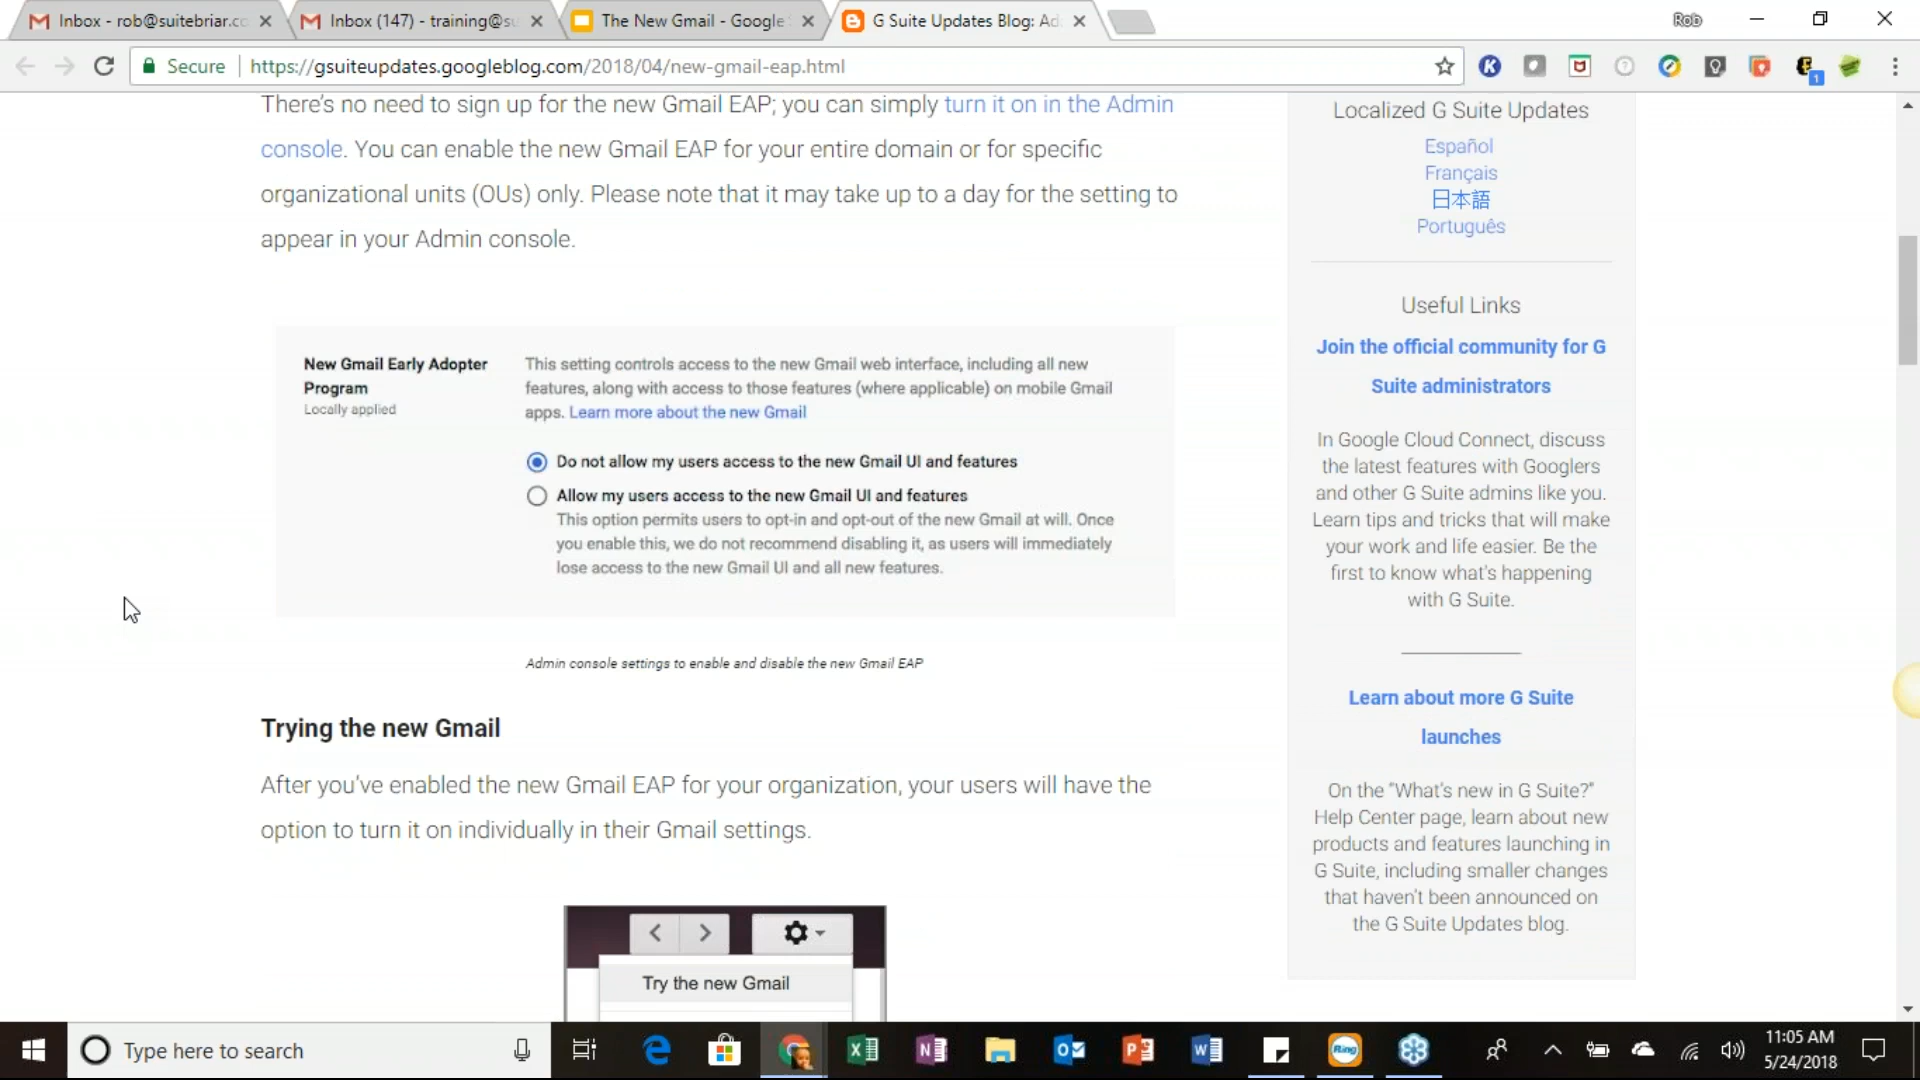 Inbox - rob@suitebriar.co
Inbox (147) - training@su
The New Gmail - Google
G Suite Updates Blog: Ad
Rob
Secure
https://gsuiteupdates.googleblog.com/2018/04/new-gmail-eap.html
1
There's no need to sign up for the new Gmail EAP; you can simply turn it on in the Admin
console. You can enable the new Gmail EAP for your entire domain or for specific
organizational units (OUs) only. Please note that it may take up to a day for the setting to
appear in your Admin console.
New Gmail Early Adopter
Program
Locally applied
This setting controls access to the new Gmail web interface, including all new
features, along with access to those features (where applicable) on mobile Gmail
apps. Learn more about the new Gmail
Do not allow my users access to the new Gmail UI and features
Allow my users access to the new Gmail UI and features
This option permits users to opt-in and opt-out of the new Gmail at will. Once
you enable this, we do not recommend disabling it, as users will immediately
lose access to the new Gmail UI and all new features.
Admin console settings to enable and disable the new Gmail EAP
Trying the new Gmail
After you've enabled the new Gmail EAP for your organization, your users will have the
option to turn it on individually in their Gmail settings.
Try the new Gmail
Localized G Suite Updates
Español
Français
日本語
Português
Useful Links
Join the official community for G
Suite administrators
In Google Cloud Connect, discuss
the latest features with Googlers
and other G Suite admins like you.
Learn tips and tricks that will make
your work and life easier. Be the
first to know what's happening
with G Suite.
Learn about more G Suite
launches
On the "What's new in G Suite?"
Help Center page, learn about new
products and features launching in
G Suite, including smaller changes
that haven't been announced on
the G Suite Updates blog.
Type here to search
Ring
11:05 AM
5/24/2018